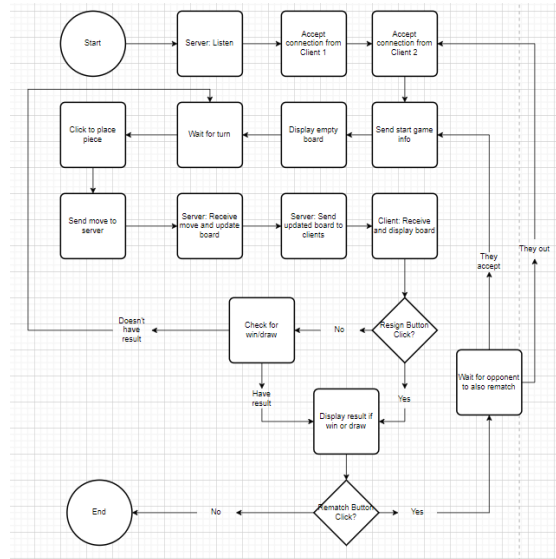 Start
Server: Listen
Accept
connection from
Client 1
Accept
connection from
Client 2
Click to place
piece
Wait for turn
Display empty
board
Send start game
info
Send move to
server
Server: Receive
move and update
board
Server: Send
updated board to
clients
Client: Receive
and display board
They
accept
They out
Doesn't
have
result
Check for
win/draw
No
Resign Button
Click?
Have
result
Yes
Wait for opponent
to also rematch
Display result if
win or draw
End
No
Rematch Button
Click?
Yes